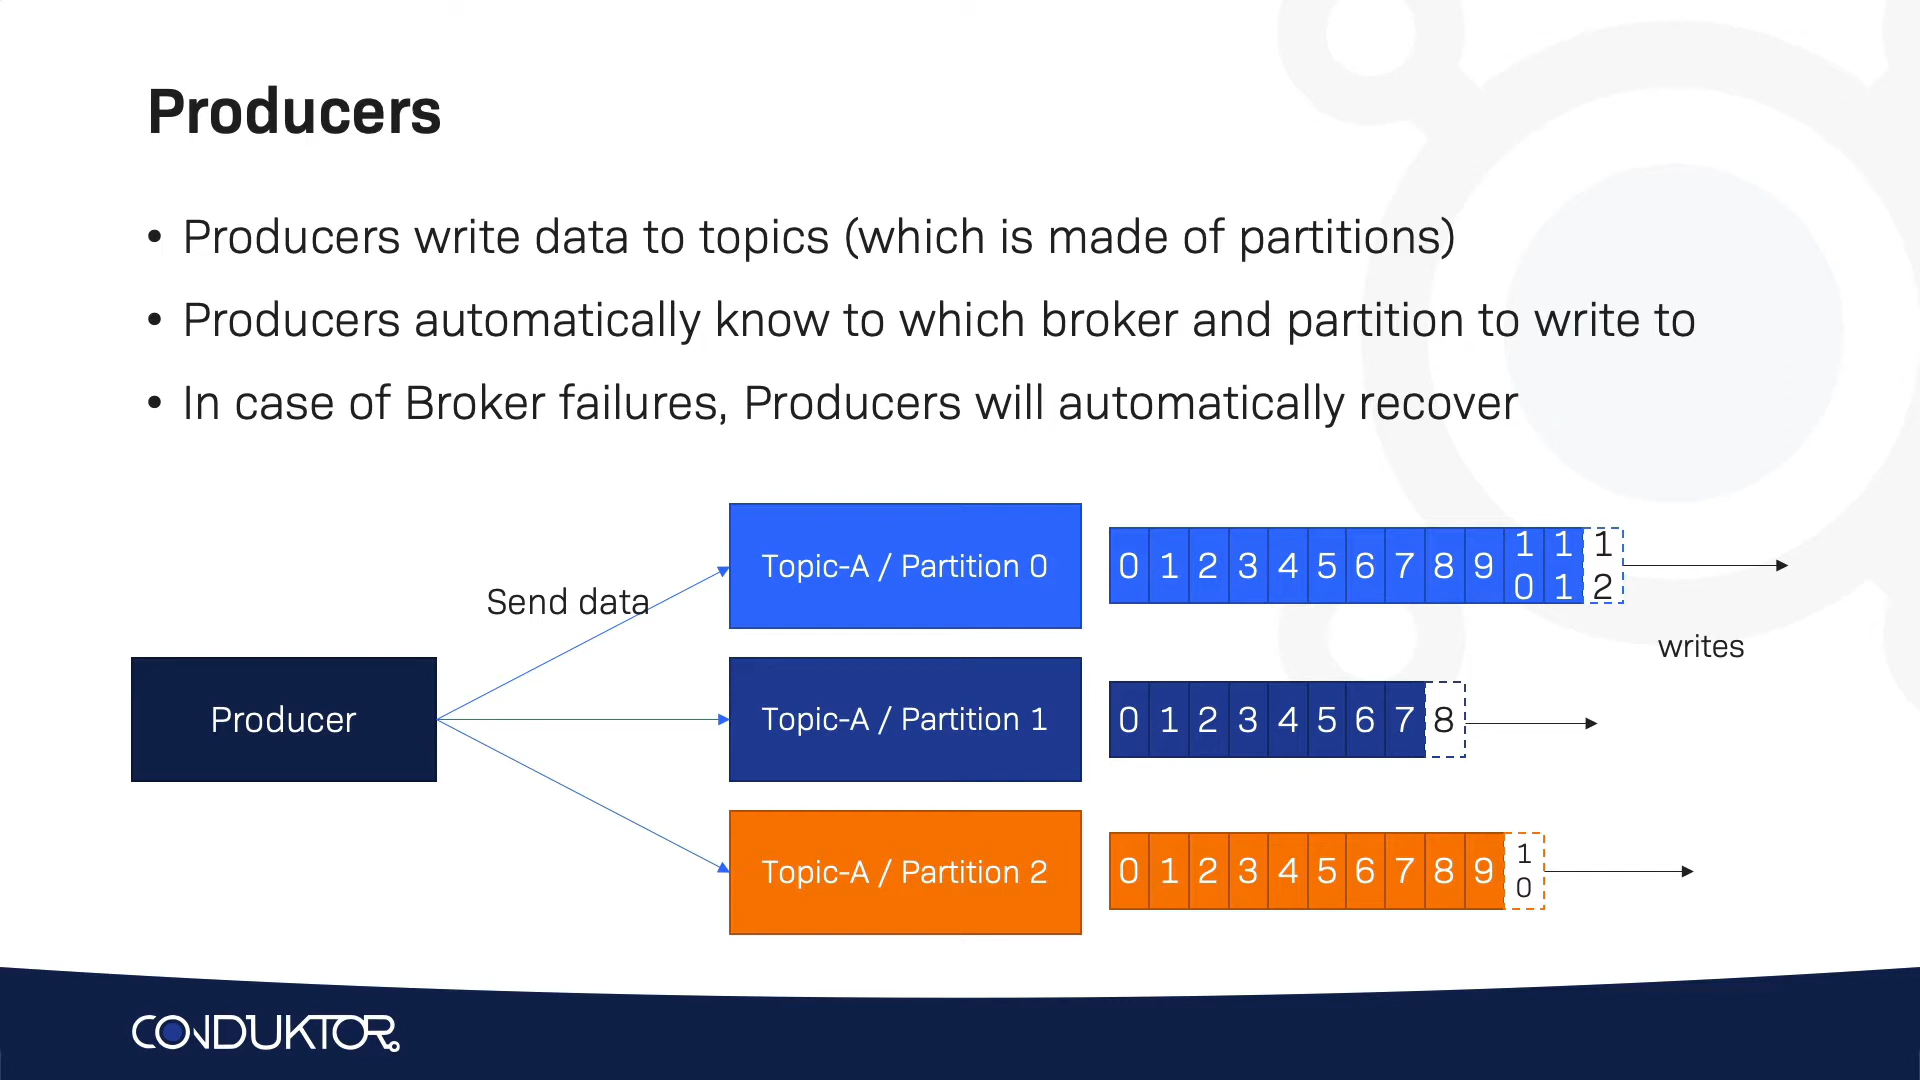 Producers
• Producers write data to topics (which is made of partitions)
• Producers automatically know to which broker and partition to write to
• In case of Broker failures, Producers will automatically recover
Send data
Producer
Topic-A / Partition 0
0 1 2 3 4 5 6 7 8 9 10 11 12
writes
Topic-A / Partition 1
0 1 2 3 4 5 6 7 8
Topic-A / Partition 2
0 1 2 3 4 5 6 7 8 9 10
CONDUKTOR